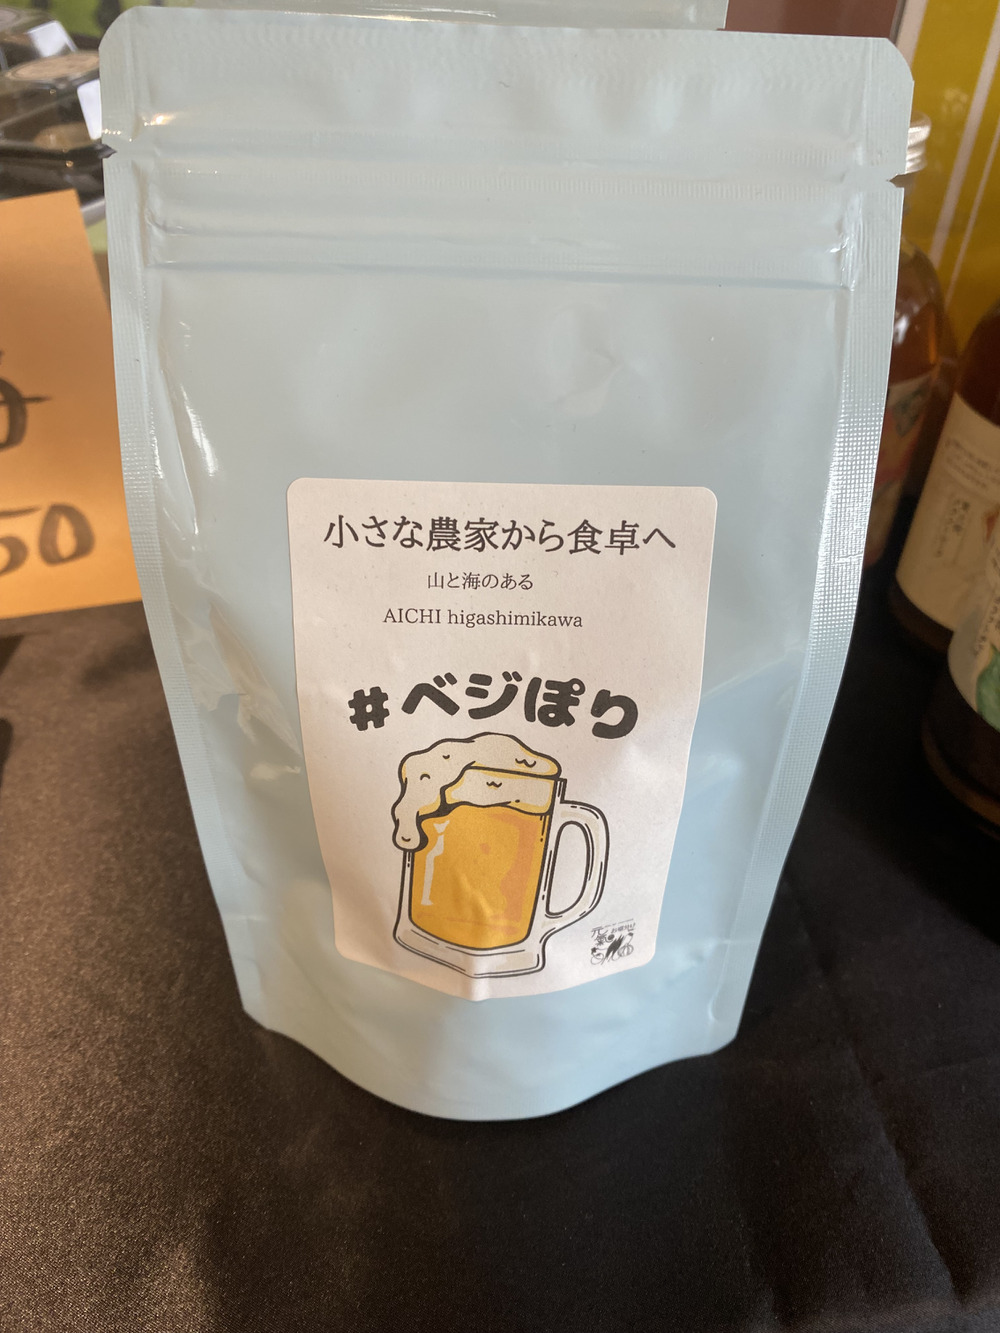 小さな農家から食卓へ
山と海のある
AICHI higashimikawa
#ベジぽり
50